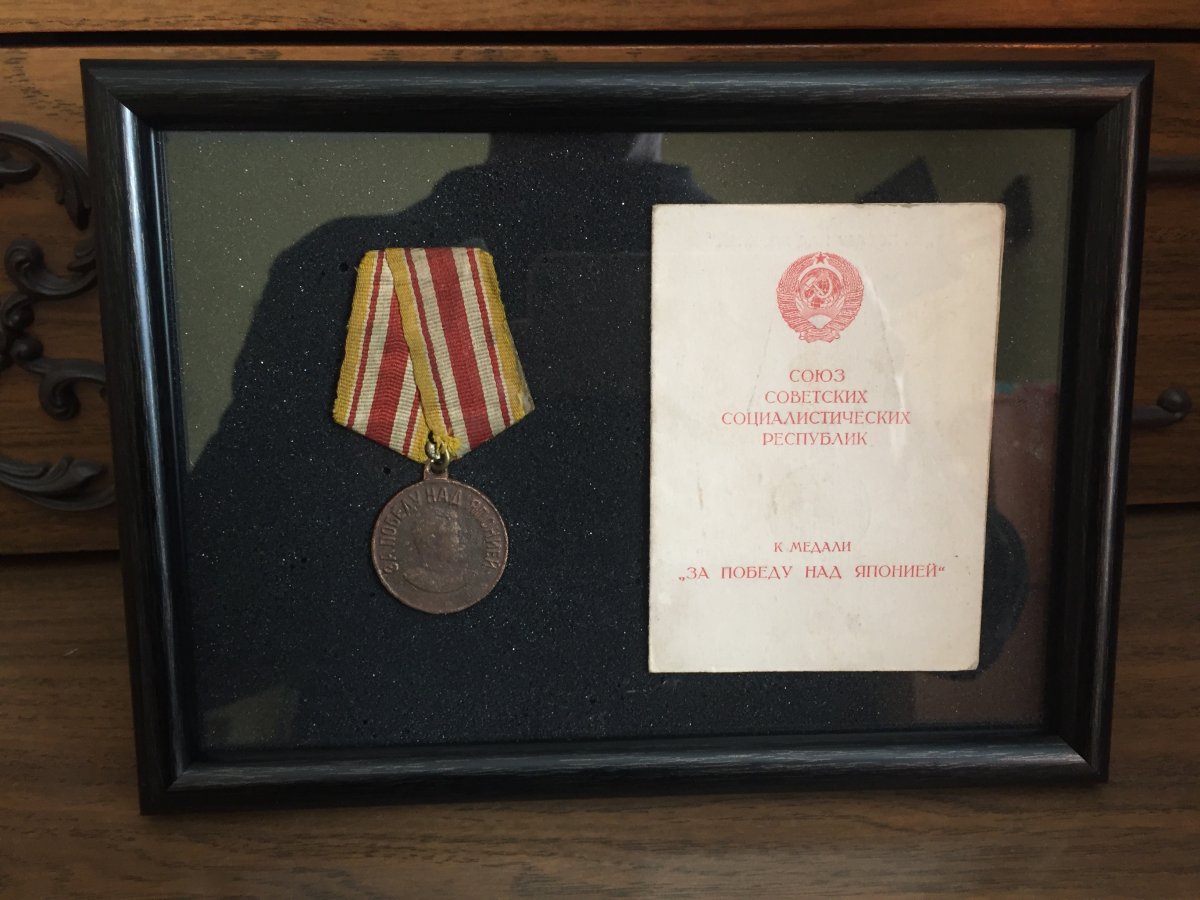 ЗА ПОБЕДУ НАД ЯПОНИЕЙ
СОЮЗ
СОВЕТСКИХ
СОЦИАЛИСТИЧЕСКИХ
РЕСПУБЛИК
К МЕДАЛИ
„ЗА ПОБЕДУ НАД ЯПОНИЕЙ“